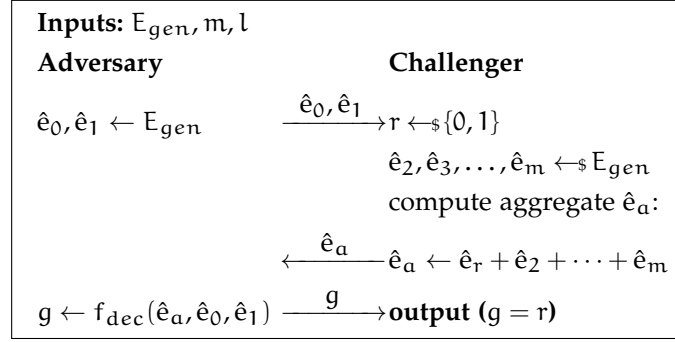 Inputs: E_gen, m, l
Adversary Challenger
ê_0, ê_1 ← E_gen ê_0, ê_1 → r ←$ {0, 1}
ê_2, ê_3, . . . , ê_m ←$ E_gen
compute aggregate ê_a:
← ê_a ê_a ← ê_r + ê_2 + · · · + ê_m
g ← f_dec(ê_a, ê_0, ê_1) g → output (g = r)